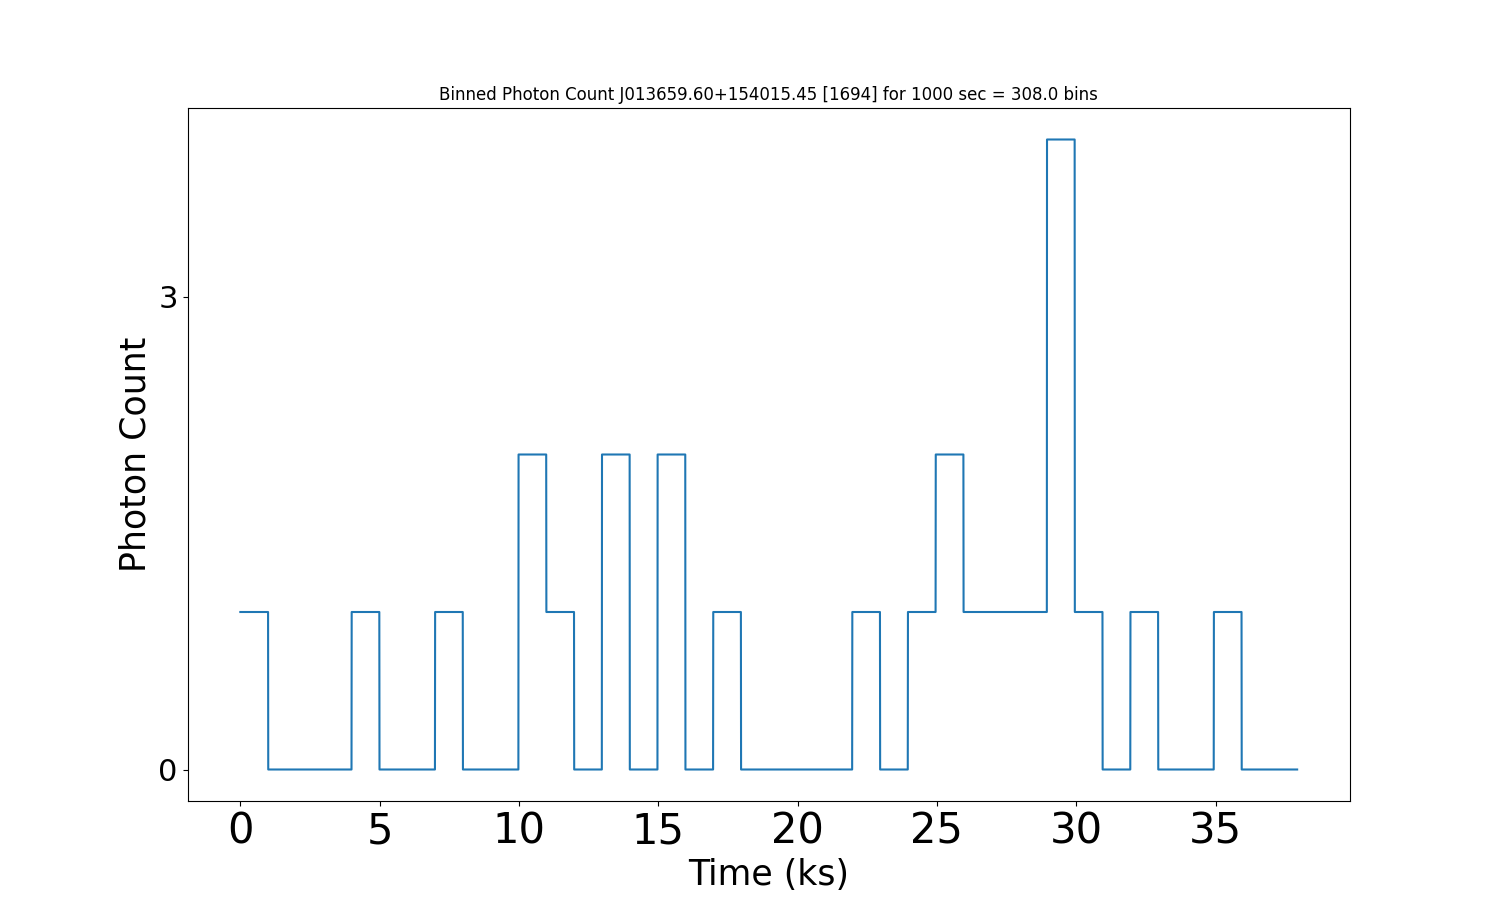 Binned Photon Count J013659.60+154015.45 [1694] for 1000 sec = 308.0 bins
3
0
Photon Count
0 5 10 15 20 25 30 35
Time (ks)